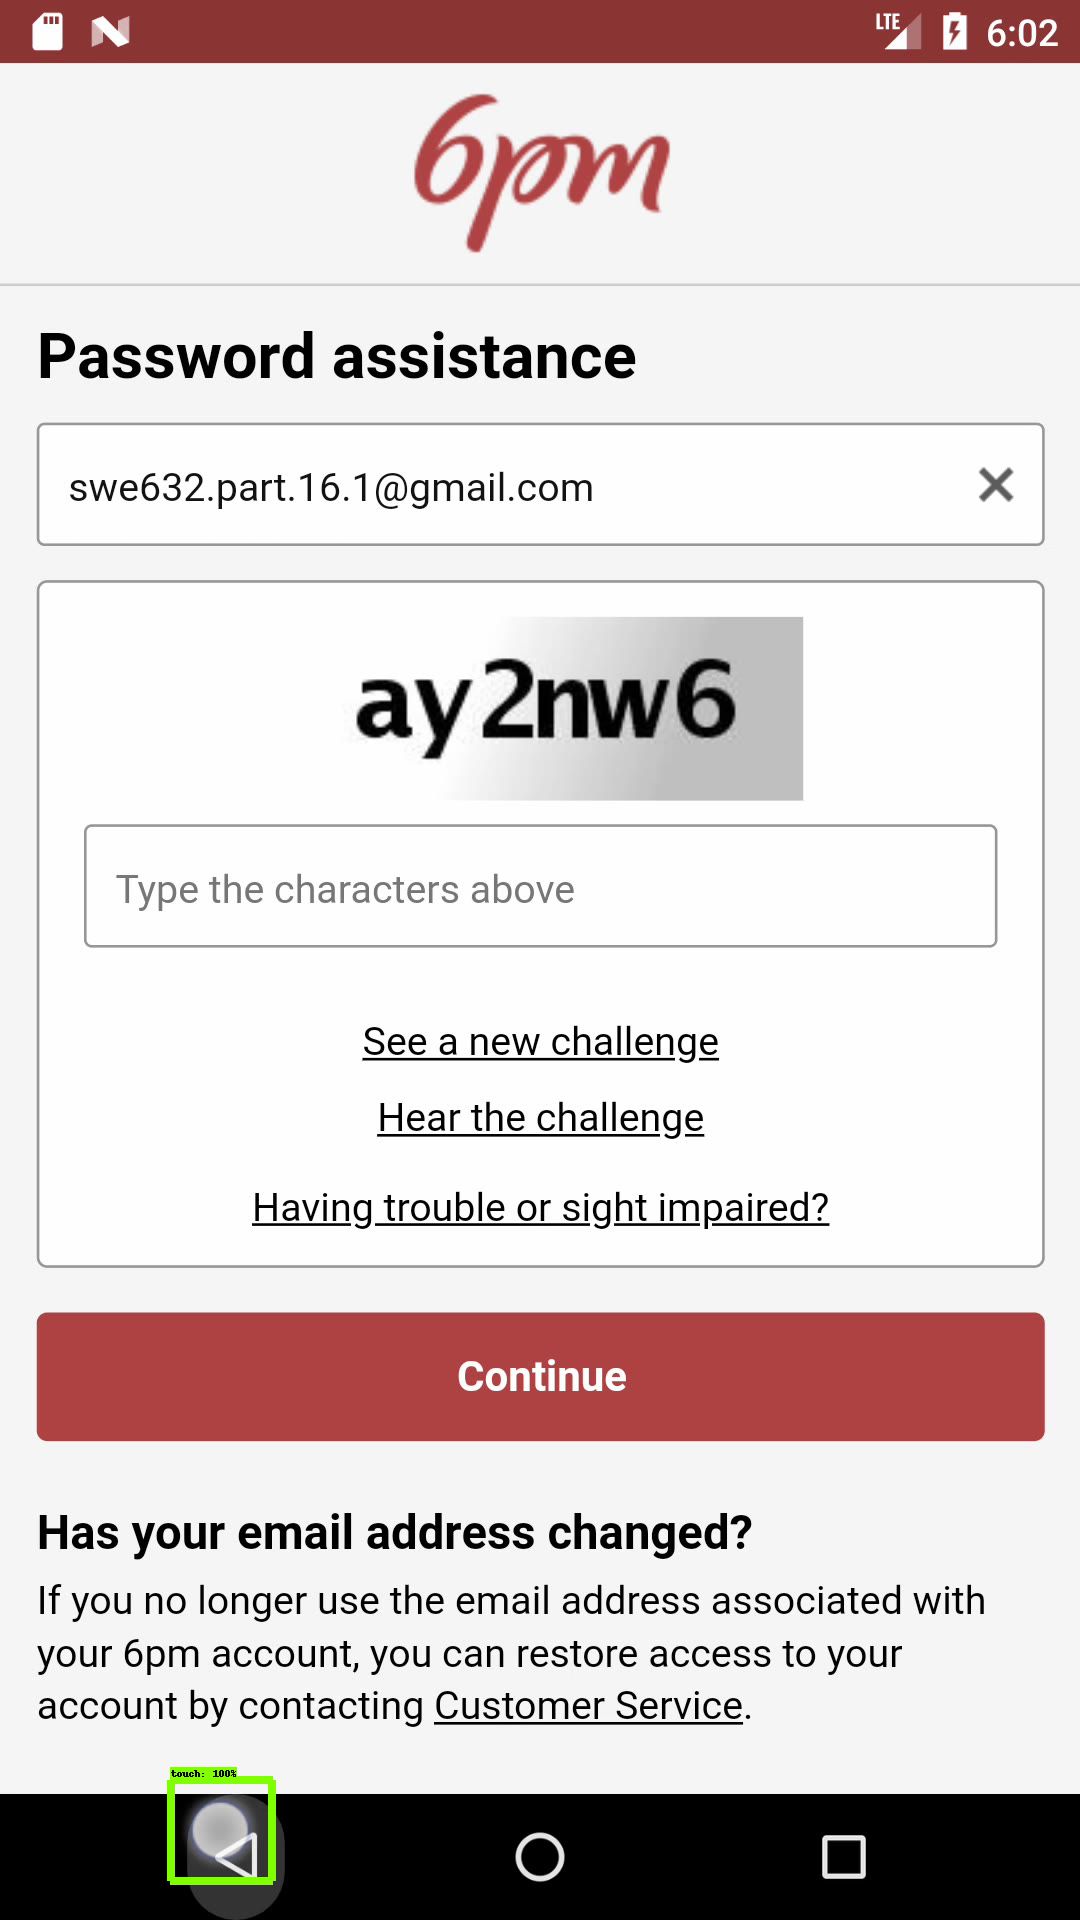 LTE 6:02
6pm
Password assistance
swe632.part.16.1@gmail.com
ay2nw6
Type the characters above
See a new challenge
Hear the challenge
Having trouble or sight impaired?
Continue
Has your email address changed?
If you no longer use the email address associated with
your 6pm account, you can restore access to your
account by contacting Customer Service.
touch: 100%